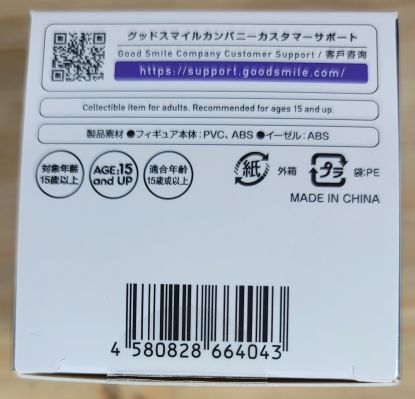 グッドスマイルカンパニーカスタマーサポート
Good Smile Company Customer Support / 客戶咨询
https://support.goodsmile.com/
Collectible item for adults. Recommended for ages 15 and up.
製品素材 ●フィギュア本体:PVC、ABS ●イーゼル:ABS
対象年齢
15歳以上
AGE:15
and UP
適合年齡
15歲或以上
紙 外箱
プラ 袋:PE
MADE IN CHINA
4 580828 664043